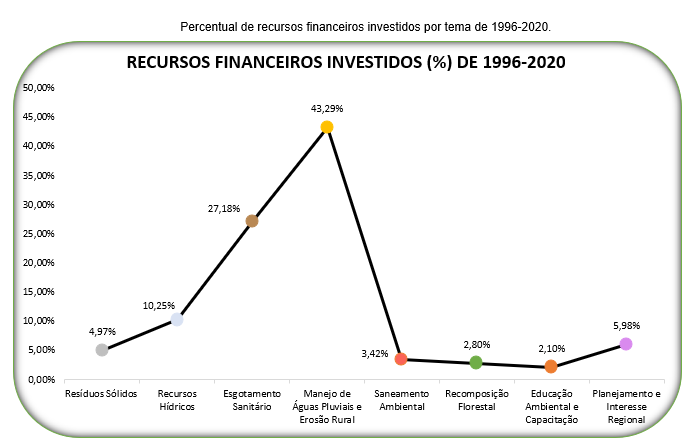 Percentual de recursos financeiros investidos por tema de 1996-2020.
RECURSOS FINANCEIROS INVESTIDOS (%) DE 1996-2020
50,00%
45,00%
40,00%
35,00%
30,00%
25,00%
20,00%
15,00%
10,00%
5,00%
0,00%
4,97%
10,25%
27,18%
43,29%
3,42%
2,80%
2,10%
5,98%
Resíduos Sólidos
Recursos
Hídricos
Esgotamento
Sanitário
Manejo de
Águas Pluviais e
Erosão Rural
Saneamento
Ambiental
Recomposição
Florestal
Educação
Ambiental e
Capacitação
Planejamento e
Interesse
Regional